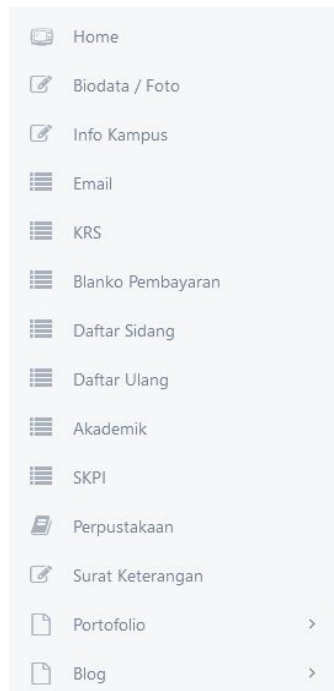 Home
Biodata / Foto
Info Kampus
Email
KRS
Blanko Pembayaran
Daftar Sidang
Daftar Ulang
Akademik
SKPI
Perpustakaan
Surat Keterangan
Portofolio
Blog